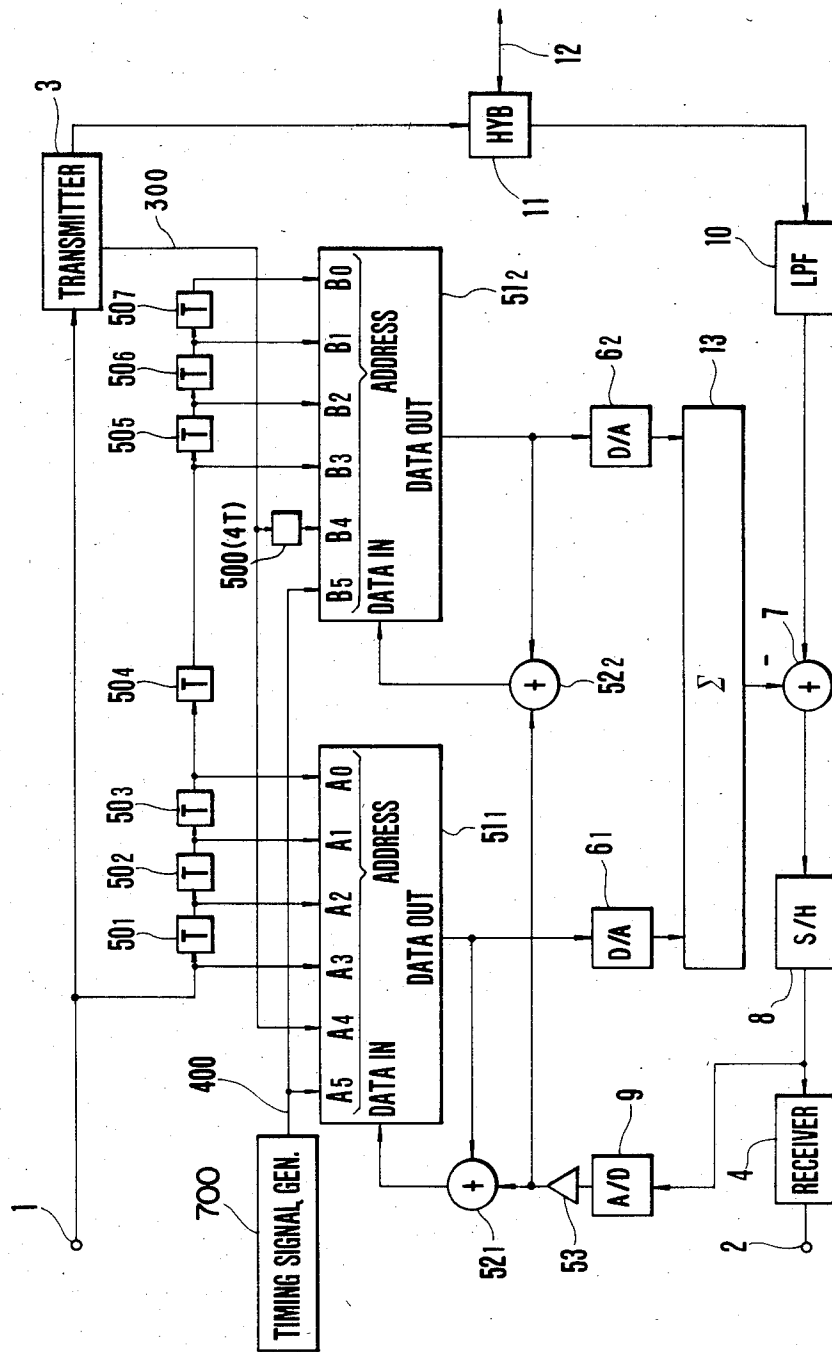 1
3
TRANSMITTER
300
501
T
502
T
503
T
504
T
505
T
506
T
507
T
700
TIMING SIGNAL, GEN.
400
500(4T)
A5 A4 A3 A2 A1 A0
ADDRESS
DATA IN
DATA OUT
511
B5 B4 B3 B2 B1 B0
ADDRESS
DATA IN
DATA OUT
512
HYB
11
12
521
+
522
+
53
A/D
9
61
D/A
62
D/A
13
Σ
10
LPF
2
RECEIVER
4
S/H
8
-
+
7